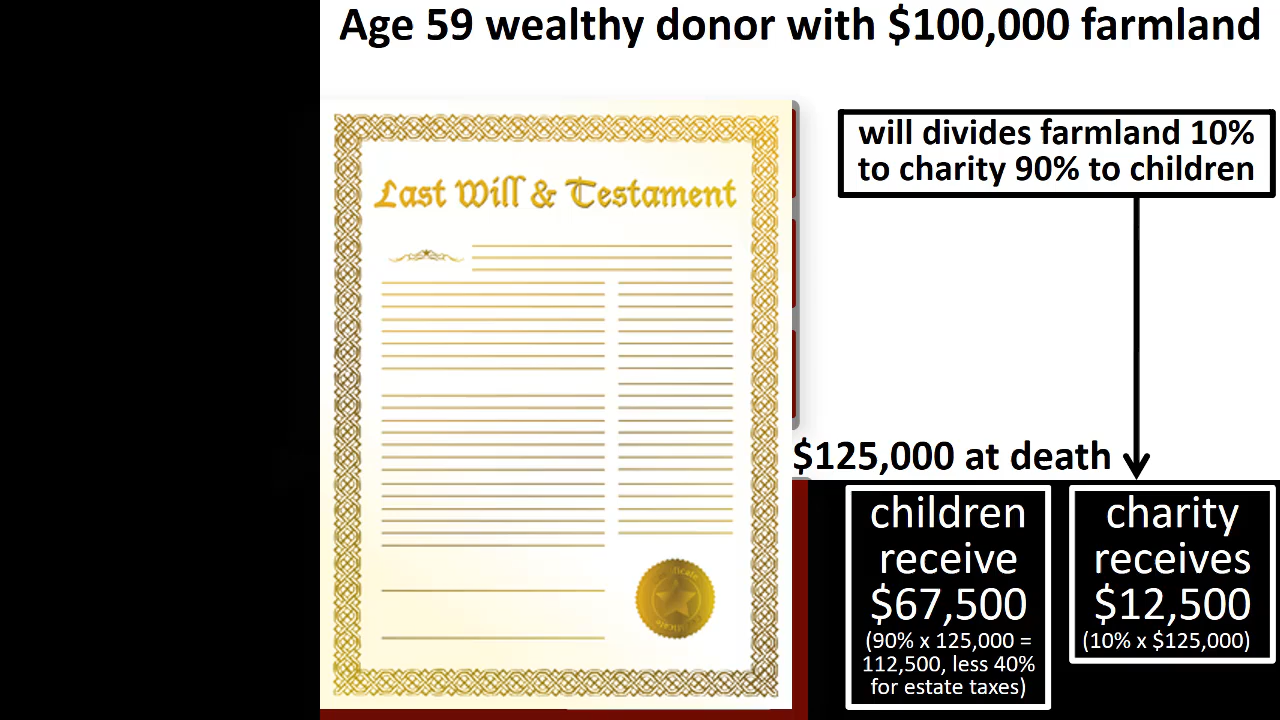 Age 59 wealthy donor with $100,000 farmland
will divides farmland 10%
to charity 90% to children
Last Will & Testament
$125,000 at death
children
receive
$67,500
(90% x 125,000 =
112,500, less 40%
for estate taxes)
charity
receives
$12,500
(10% x $125,000)
Certificate
Certificate